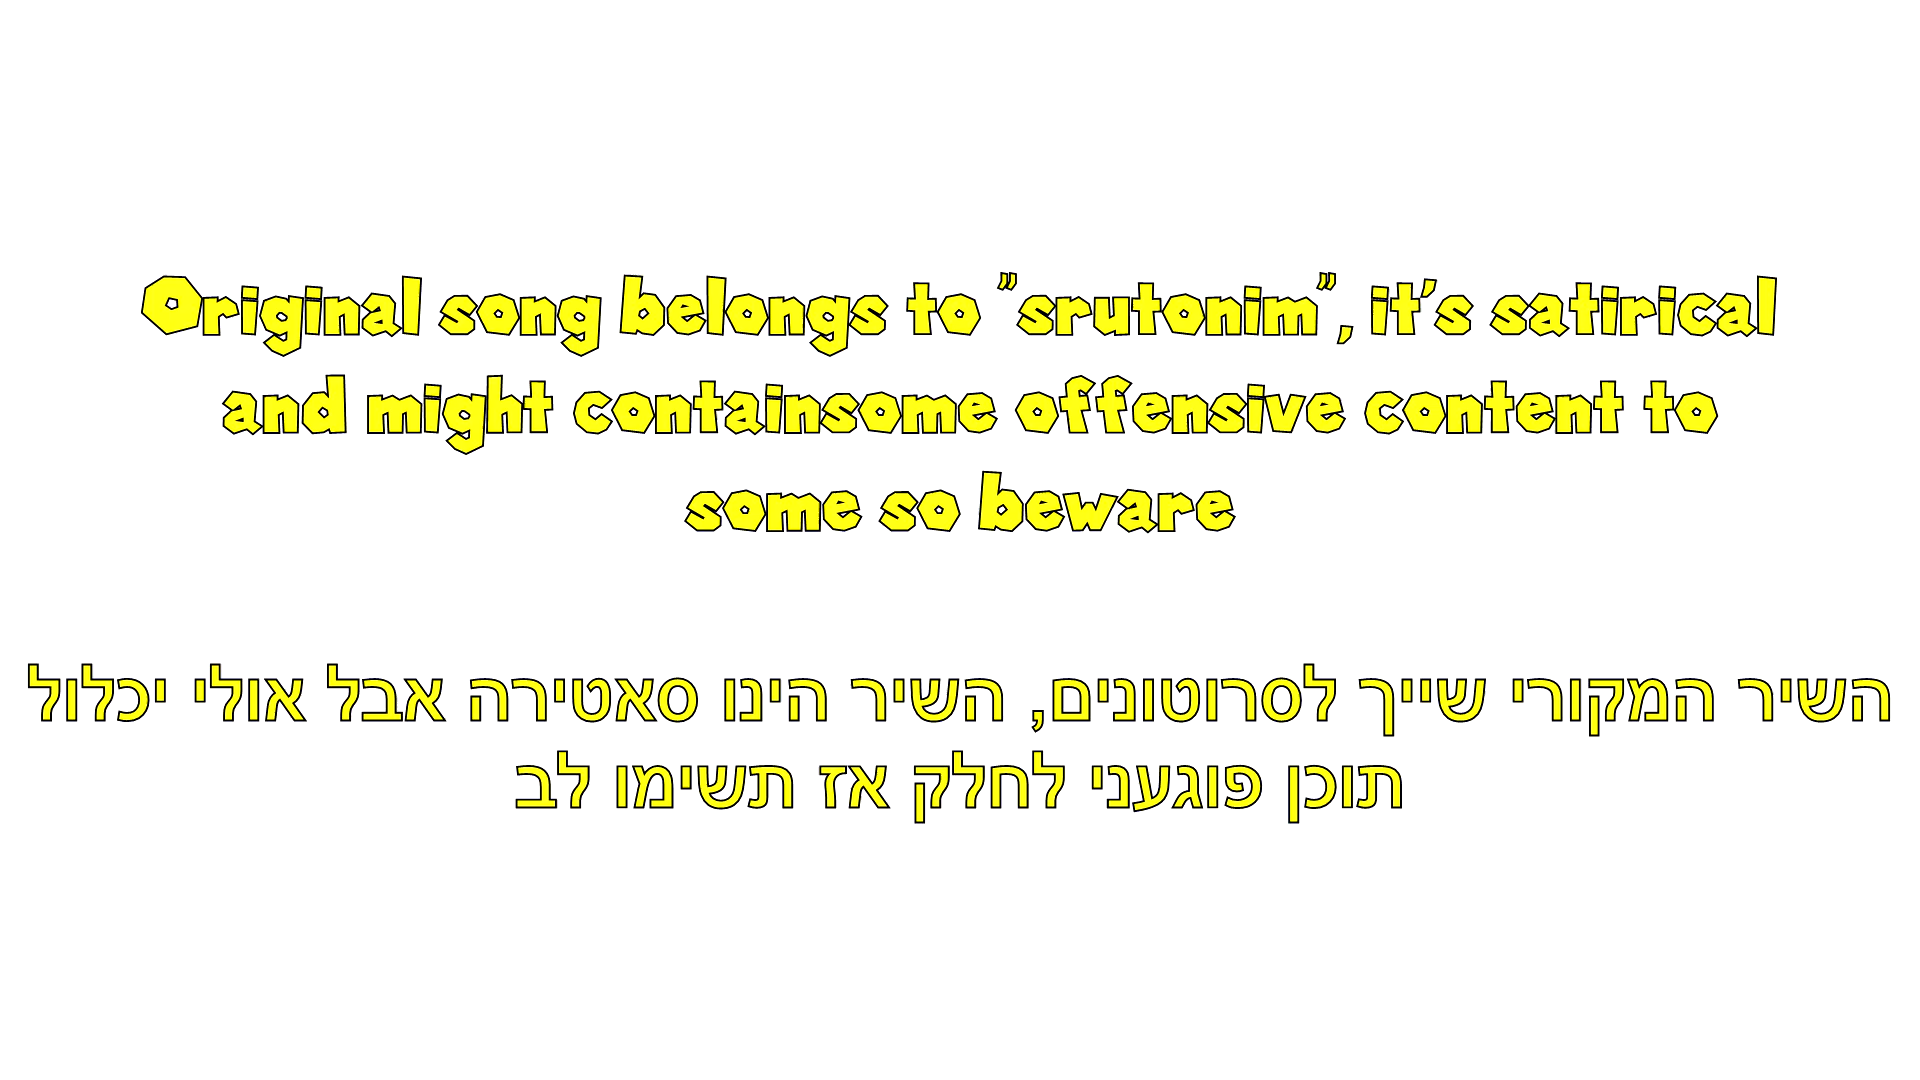 Original song belongs to "srutonim", it's satirical
and might containsome offensive content to
some so beware
השיר המקורי שייך לסרוטונים, השיר הינו סאטירה אבל אולי יכלול
תוכן פוגעני לחלק אז תשימו לב